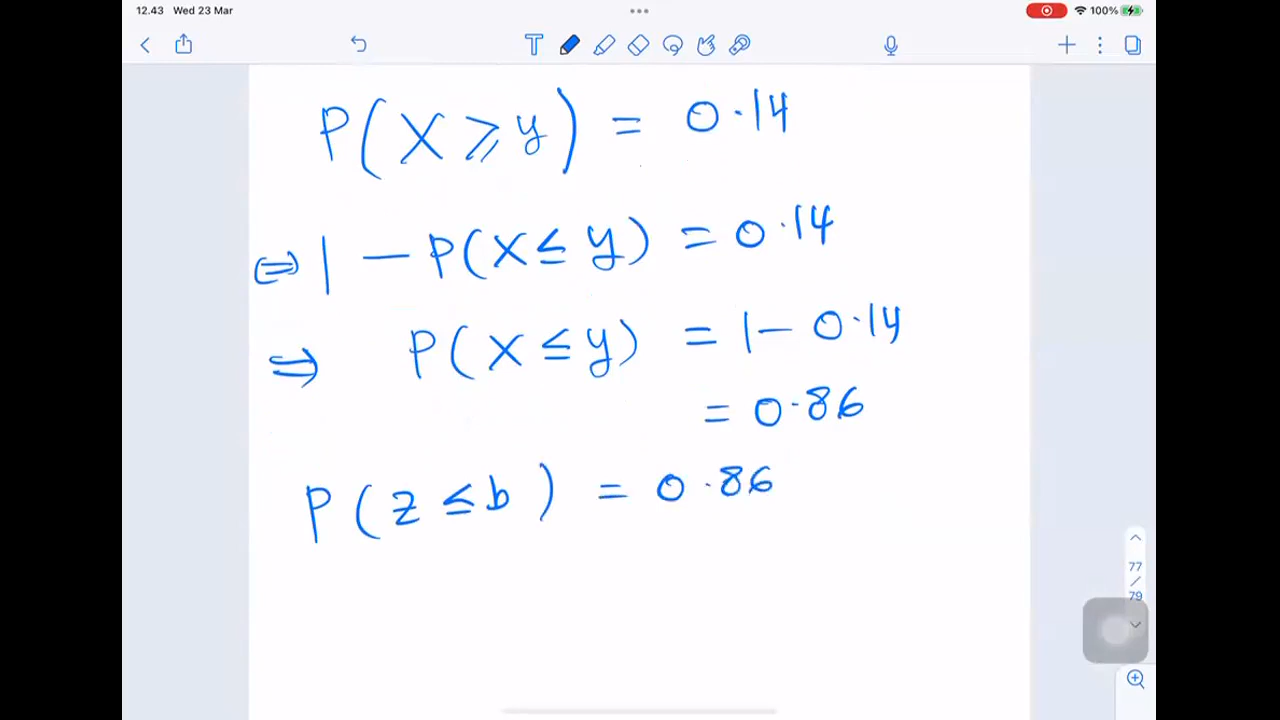 12.43 Wed 23 Mar
100%
T
P(X ≥ y) = 0.14
⇔ 1 − P(X ≤ y) = 0.14
⇒ P(X ≤ y) = 1 − 0.14
= 0.86
P(z ≤ b) = 0.86
77
/
79